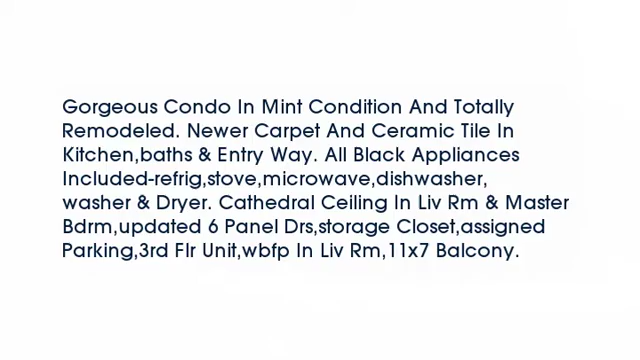 Gorgeous Condo In Mint Condition And Totally
Remodeled. Newer Carpet And Ceramic Tile In
Kitchen,baths & Entry Way. All Black Appliances
Included-refrig,stove,microwave,dishwasher,
washer & Dryer. Cathedral Ceiling In Liv Rm & Master
Bdrm,updated 6 Panel Drs,storage Closet,assigned
Parking,3rd Flr Unit,wbfp In Liv Rm,11x7 Balcony.